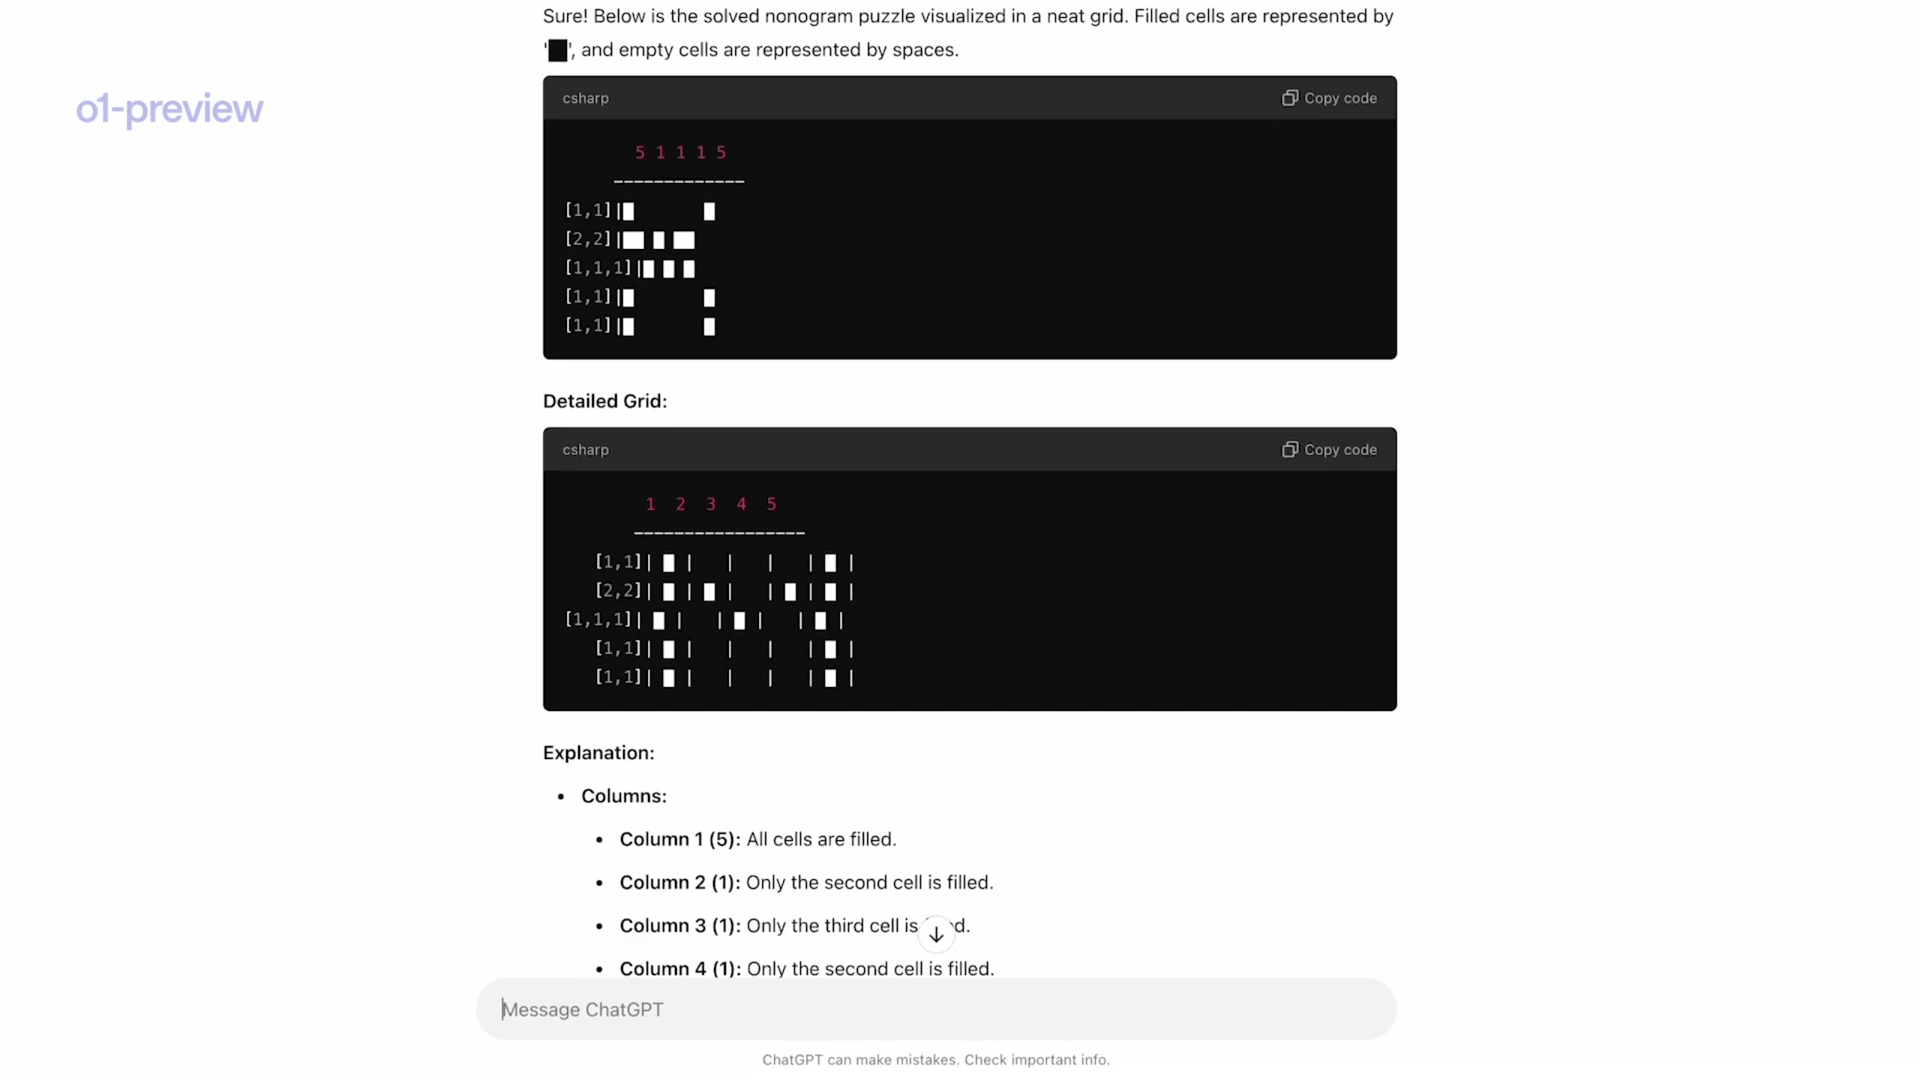 Sure! Below is the solved nonogram puzzle visualized in a neat grid. Filled cells are represented by
'█', and empty cells are represented by spaces.
o1-preview
csharp Copy code
5 1 1 1 5
_____________
[1,1]|█       █
[2,2]|██ █ ██
[1,1,1]|█ █ █
[1,1]|█       █
[1,1]|█       █
Detailed Grid:
csharp Copy code
1  2  3  4  5
_________________
[1,1]| █ |   |   |   | █ |
[2,2]| █ | █ |   | █ | █ |
[1,1,1]| █ |   | █ |   | █ |
[1,1]| █ |   |   |   | █ |
[1,1]| █ |   |   |   | █ |
Explanation:
• Columns:
• Column 1 (5): All cells are filled.
• Column 2 (1): Only the second cell is filled.
• Column 3 (1): Only the third cell is
• Column 4 (1): Only the second cell is filled.
Message ChatGPT
ChatGPT can make mistakes. Check important info.